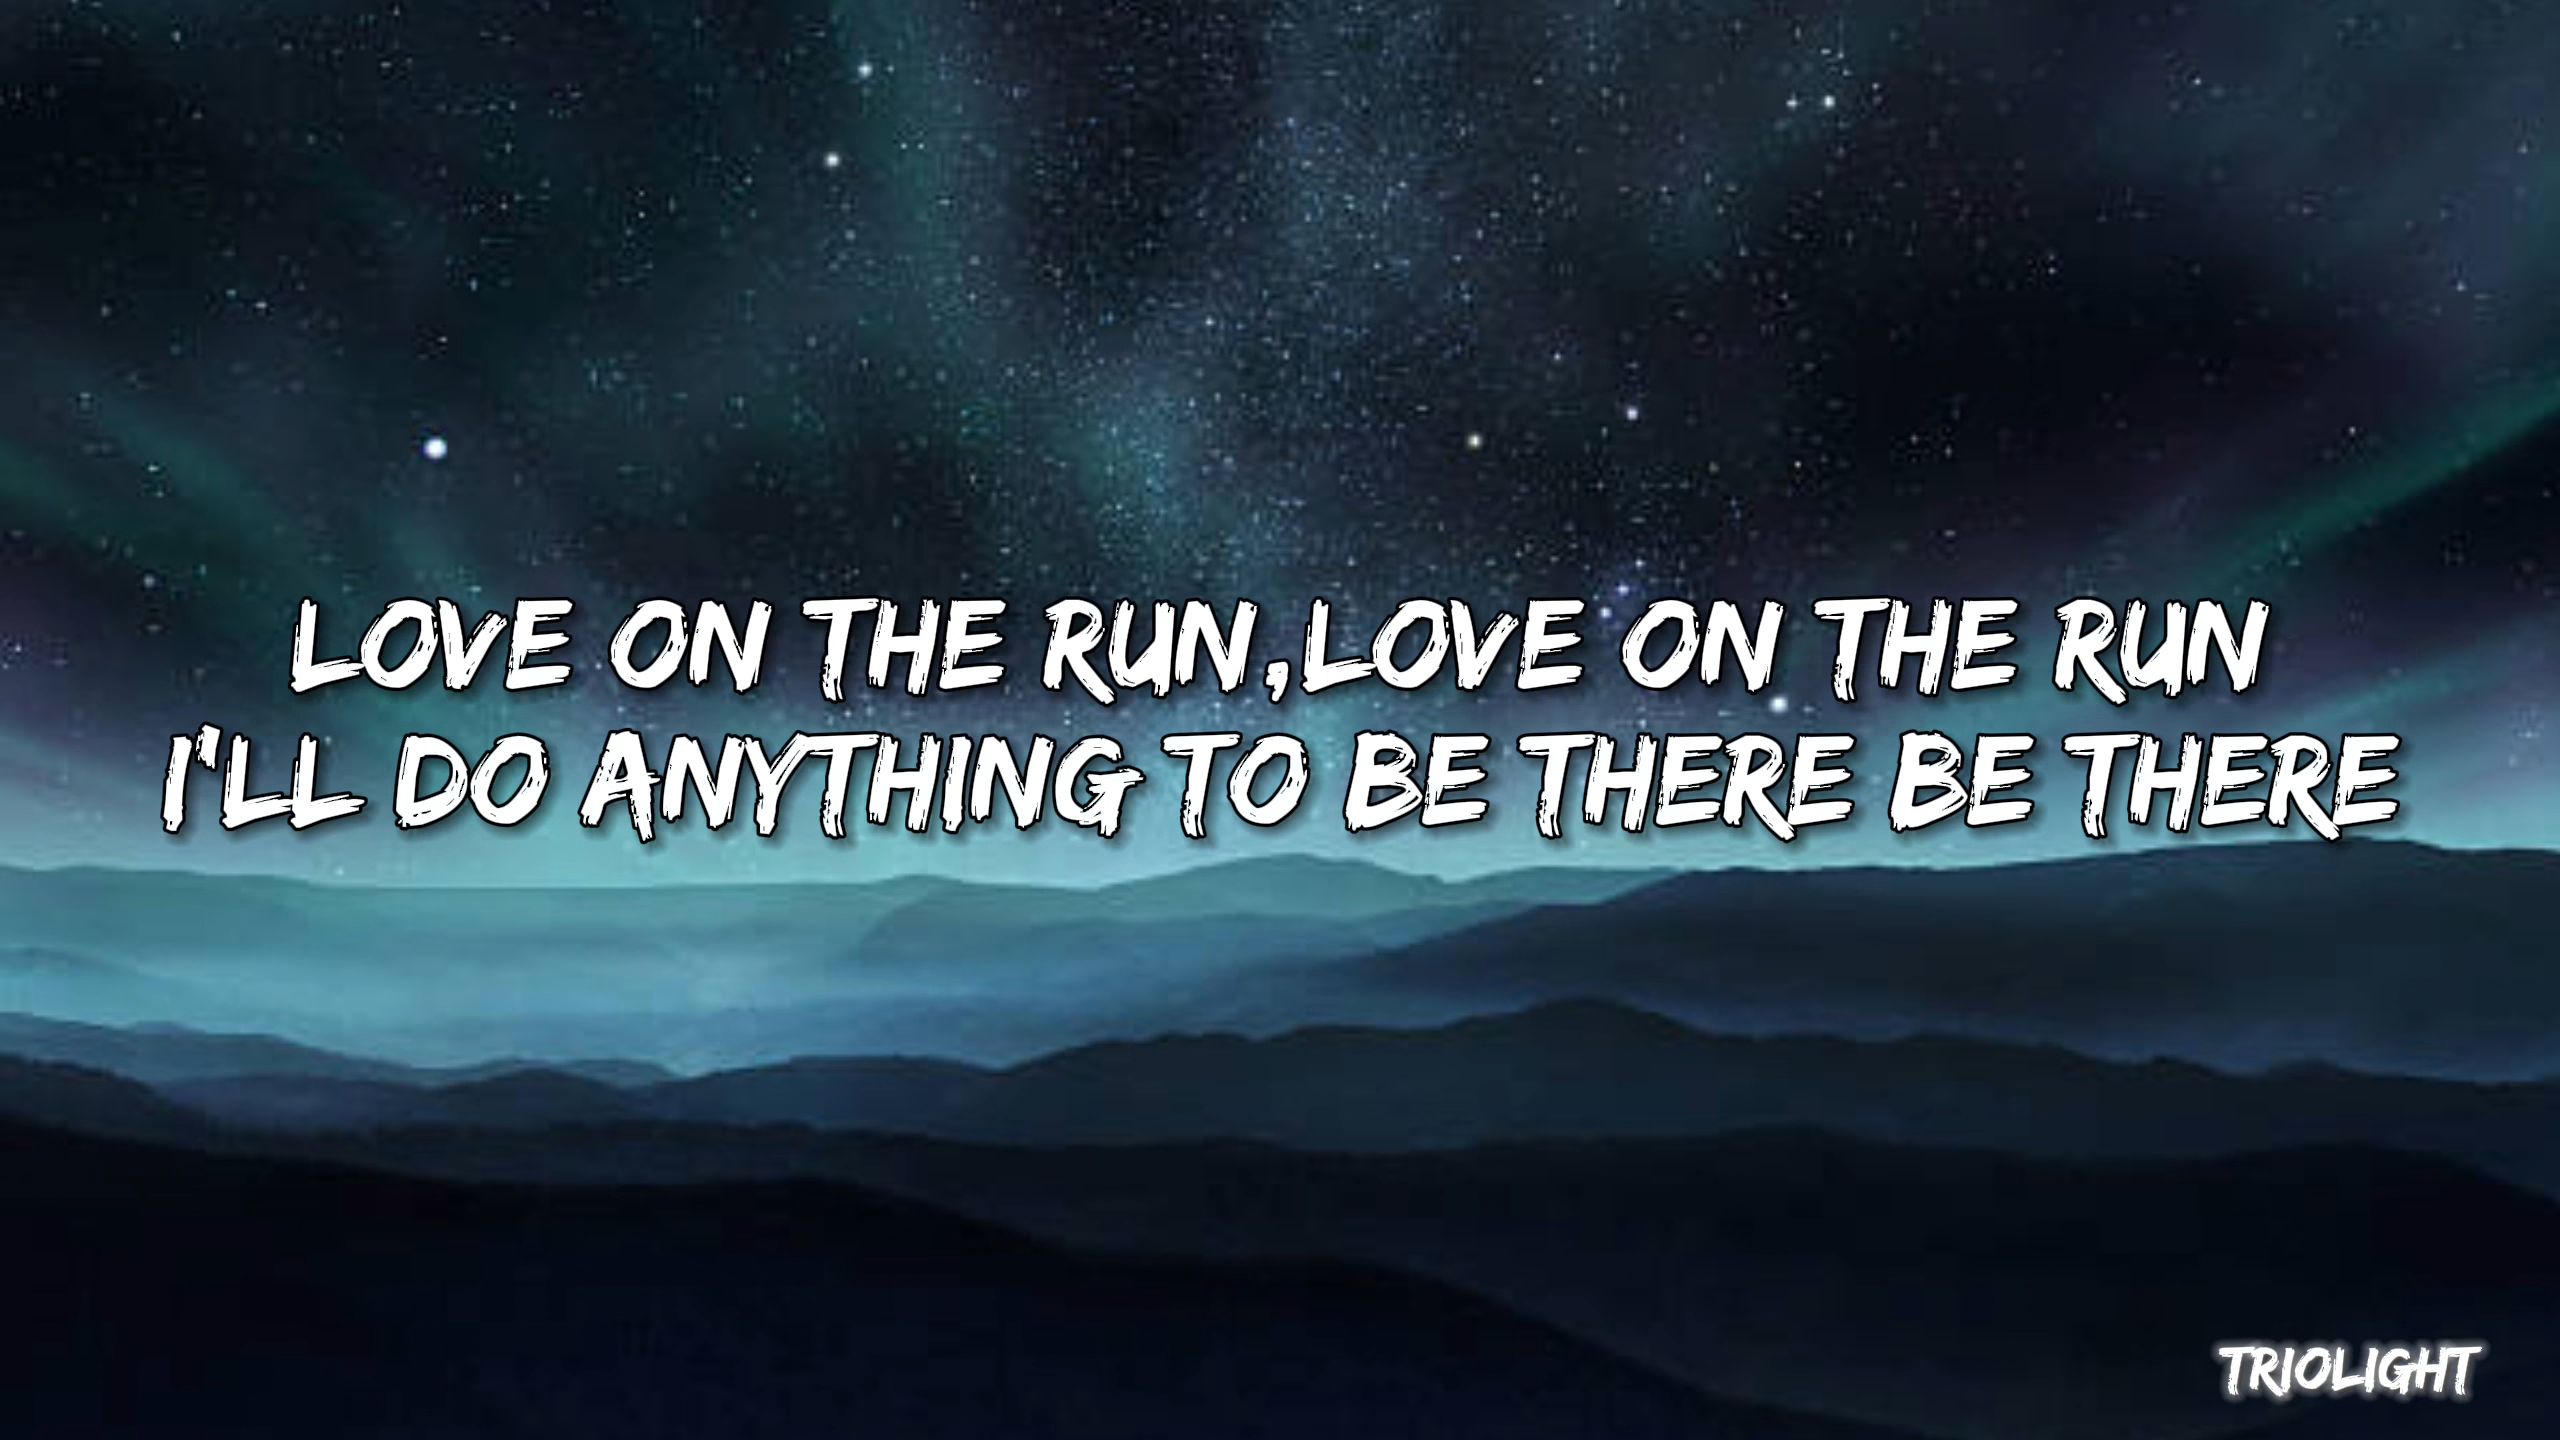 LOVE ON THE RUN,LOVE ON THE RUN
I'LL DO ANYTHING TO BE THERE BE THERE
TRIOLIGHT